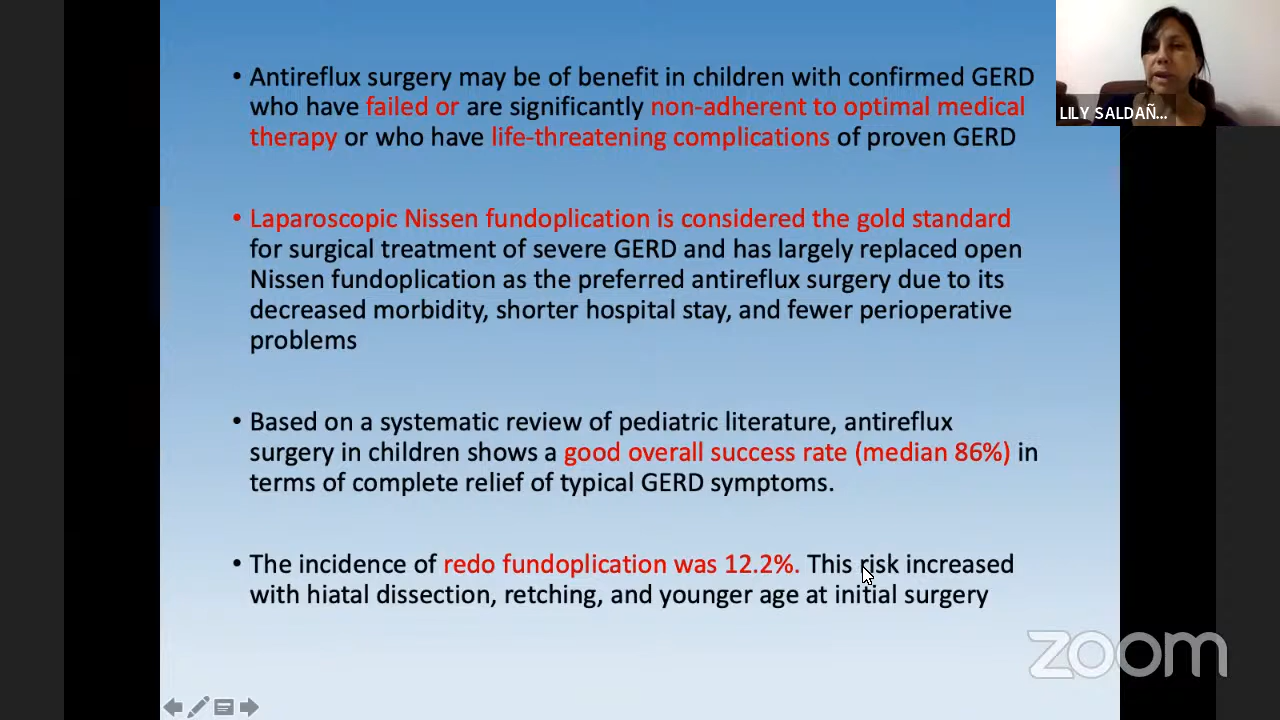 • Antireflux surgery may be of benefit in children with confirmed GERD
who have failed or are significantly non-adherent to optimal medical
therapy or who have life-threatening complications of proven GERD
LILY SALDAÑ...
• Laparoscopic Nissen fundoplication is considered the gold standard
for surgical treatment of severe GERD and has largely replaced open
Nissen fundoplication as the preferred antireflux surgery due to its
decreased morbidity, shorter hospital stay, and fewer perioperative
problems
• Based on a systematic review of pediatric literature, antireflux
surgery in children shows a good overall success rate (median 86%) in
terms of complete relief of typical GERD symptoms.
• The incidence of redo fundoplication was 12.2%. This risk increased
with hiatal dissection, retching, and younger age at initial surgery
zoom